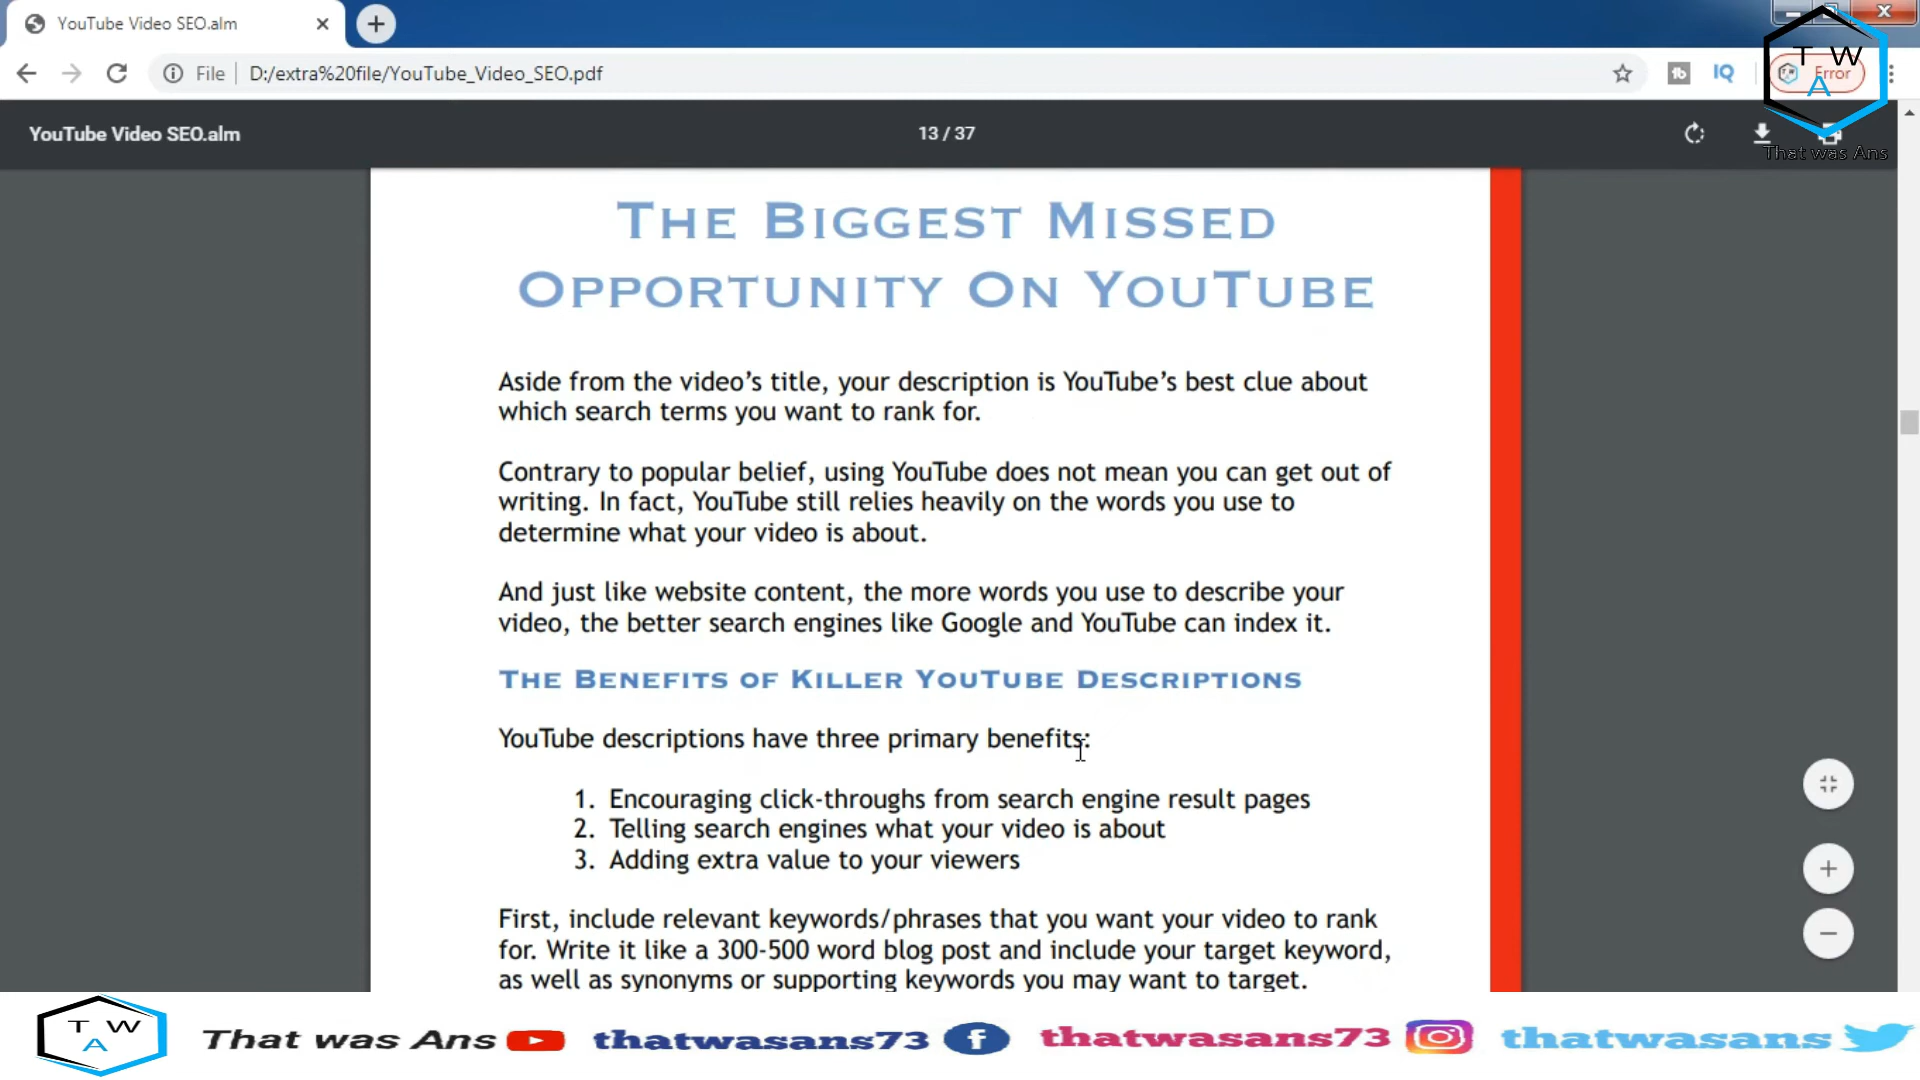 YouTube Video SEO.alm
File D:/extra%20file/YouTube_Video_SEO.pdf
tb IQ Error
T W
A
That was Ans
YouTube Video SEO.alm 13 / 37
THE BIGGEST MISSED
OPPORTUNITY ON YOUTUBE
Aside from the video’s title, your description is YouTube’s best clue about
which search terms you want to rank for.
Contrary to popular belief, using YouTube does not mean you can get out of
writing. In fact, YouTube still relies heavily on the words you use to
determine what your video is about.
And just like website content, the more words you use to describe your
video, the better search engines like Google and YouTube can index it.
THE BENEFITS OF KILLER YOUTUBE DESCRIPTIONS
YouTube descriptions have three primary benefits:
1. Encouraging click-throughs from search engine result pages
2. Telling search engines what your video is about
3. Adding extra value to your viewers
First, include relevant keywords/phrases that you want your video to rank
for. Write it like a 300-500 word blog post and include your target keyword,
as well as synonyms or supporting keywords you may want to target.
T W
A
That was Ans thatwasans73 thatwasans73 thatwasans